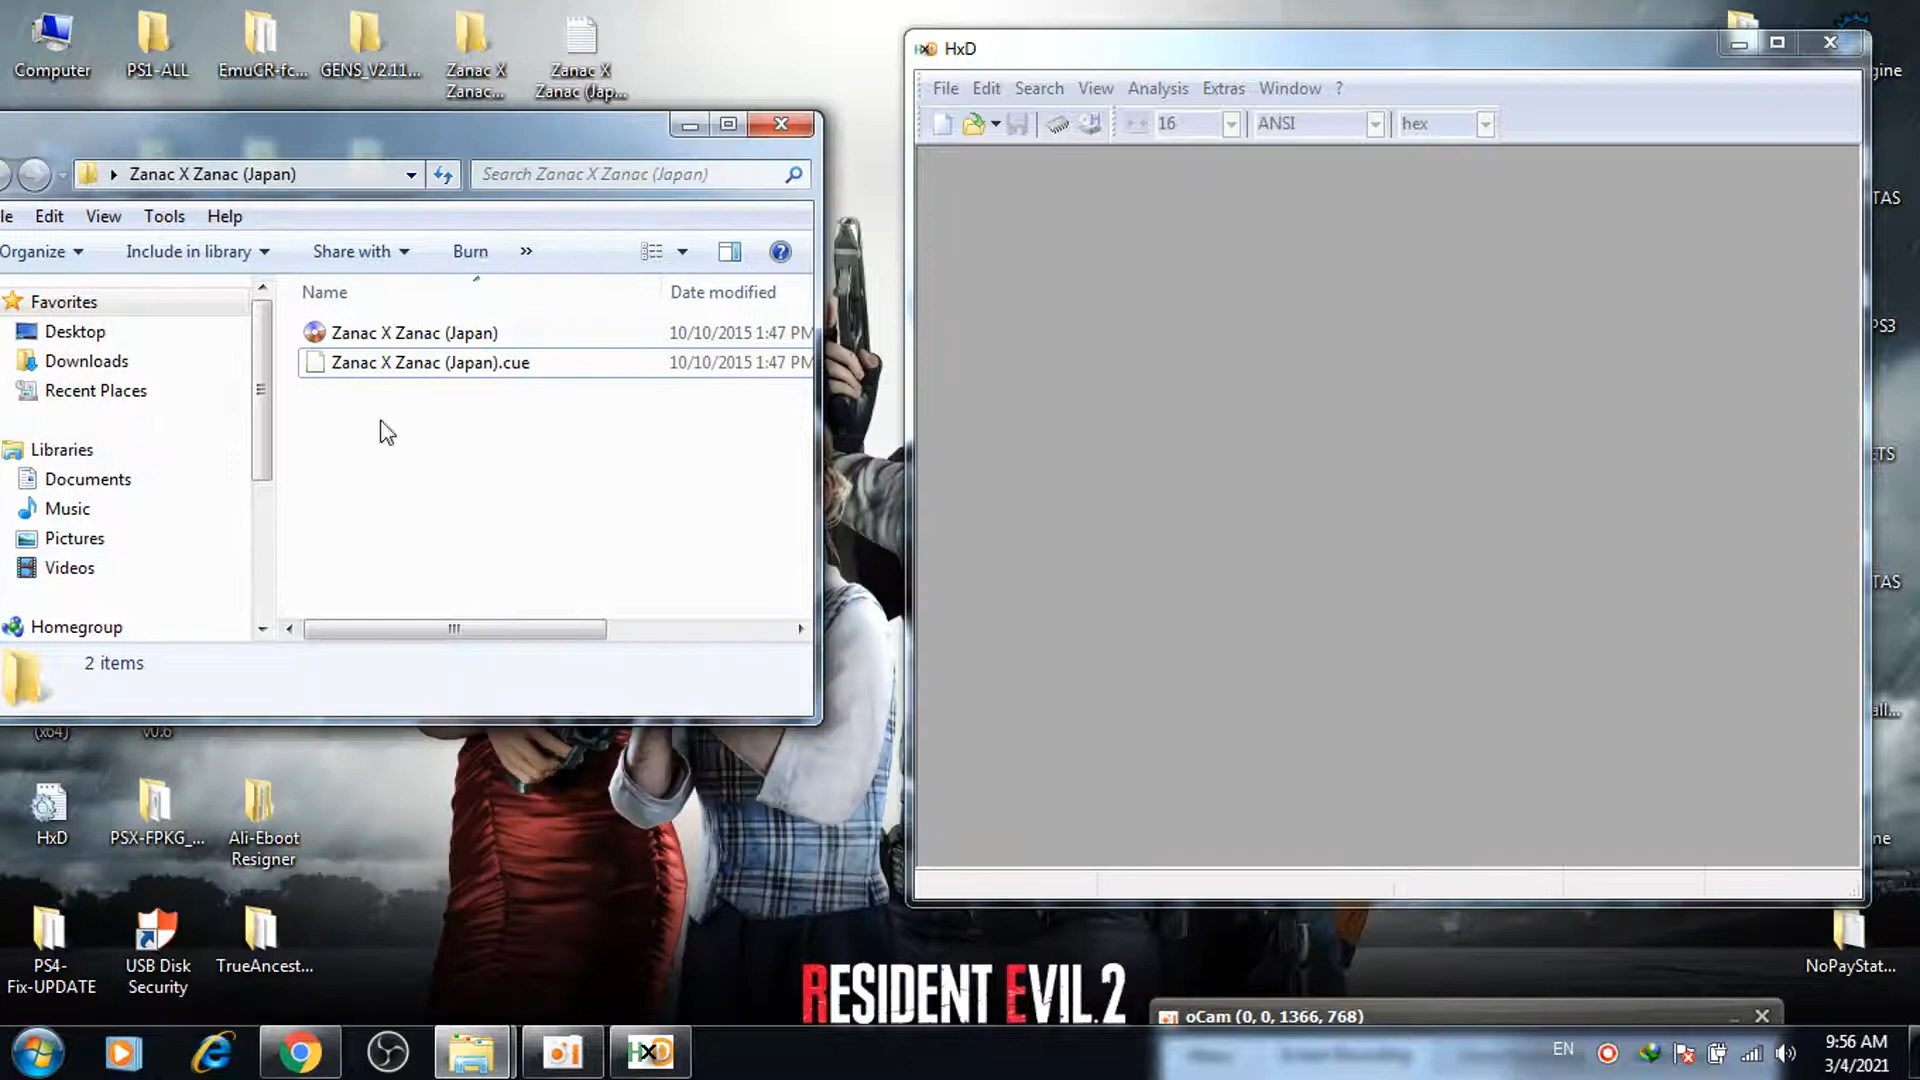 Computer
PS1-ALL
EmuCR-fc...
GENS_V2.11...
Zanac X
Zanac...
Zanac X
Zanac (Jap...
Zanac X Zanac (Japan)
Search Zanac X Zanac (Japan)
le Edit View Tools Help
Organize Include in library Share with Burn »
Name Date modified
Zanac X Zanac (Japan) 10/10/2015 1:47 PM
Zanac X Zanac (Japan).cue 10/10/2015 1:47 PM
Favorites
Desktop
Downloads
Recent Places
Libraries
Documents
Music
Pictures
Videos
Homegroup
2 items
HxD
File Edit Search View Analysis Extras Window ?
16 ANSI hex
gine
TAS
PS3
ETS
TAS
all...
ne
(x64)
v0.6
HxD
PSX-FPKG_...
Ali-Eboot
Resigner
PS4-
Fix-UPDATE
USB Disk
Security
TrueAncest...
NoPayStat...
RESIDENT EVIL.2
oCam (0, 0, 1366, 768)
HXD
EN
9:56 AM
3/4/2021